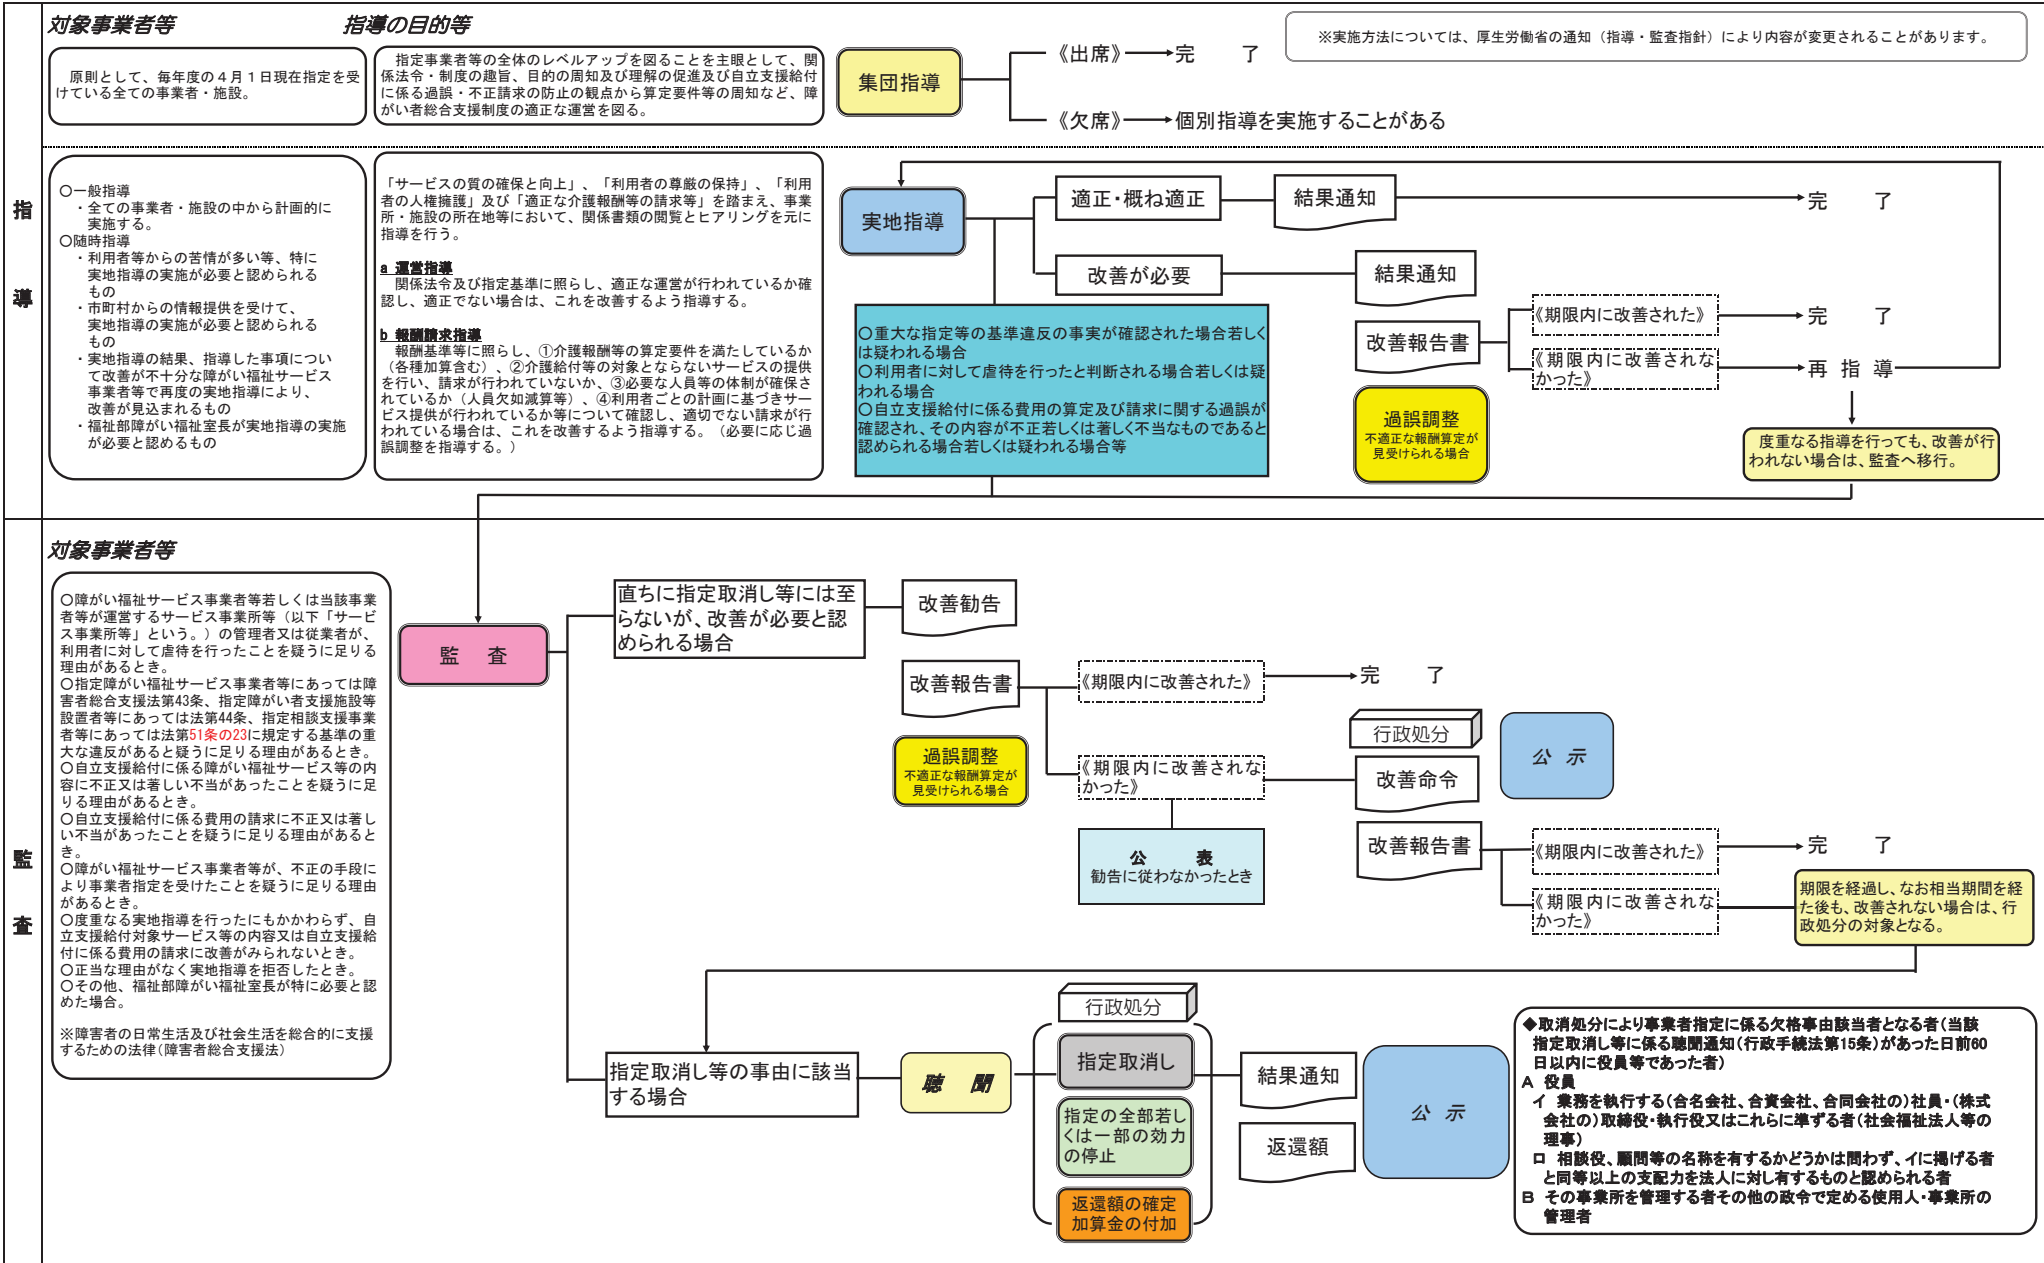 対象事業者等
指導の目的等
※実施方法については、厚生労働省の通知（指導・監査指針）により内容が変更されることがあります。
原則として、毎年度の４月１日現在指定を受
けている全ての事業者・施設。
指定事業者等の全体のレベルアップを図ることを主眼として、関
係法令・制度の趣旨、目的の周知及び理解の促進及び自立支援給付
に係る過誤・不正請求の防止の観点から算定要件等の周知など、障
がい者総合支援制度の適正な運営を図る。
集団指導
《出席》
完　　了
《欠席》
個別指導を実施することがある
指
導
〇一般指導
・全ての事業者・施設の中から計画的に
実施する。
〇随時指導
・利用者等からの苦情が多い等、特に
実地指導の実施が必要と認められる
もの
・市町村からの情報提供を受けて、
実地指導の実施が必要と認められる
もの
・実地指導の結果、指導した事項につい
て改善が不十分な障がい福祉サービス
事業者等で再度の実地指導により、
改善が見込まれるもの
・福祉部障がい福祉室長が実地指導の実施
が必要と認めるもの
「サービスの質の確保と向上」、「利用者の尊厳の保持」、「利用
者の人権擁護」及び「適正な介護報酬等の請求等」を踏まえ、事業
所・施設の所在地等において、関係書類の閲覧とヒアリングを元に
指導を行う。
a 運営指導
関係法令及び指定基準に照らし、適正な運営が行われているか確
認し、適正でない場合は、これを改善するよう指導する。
b 報酬請求指導
報酬基準等に照らし、①介護報酬等の算定要件を満たしているか
（各種加算含む）、②介護給付等の対象とならないサービスの提供
を行い、請求が行われていないか、③必要な人員等の体制が確保さ
れているか（人員欠如減算等）、④利用者ごとの計画に基づきサー
ビス提供が行われているか等について確認し、適切でない請求が行
われている場合は、これを改善するよう指導する。（必要に応じ過
誤調整を指導する。）
実地指導
適正・概ね適正
結果通知
完　　了
改善が必要
結果通知
〇重大な指定等の基準違反の事実が確認された場合若しく
は疑われる場合
〇利用者に対して虐待を行ったと判断される場合若しくは疑
われる場合
〇自立支援給付に係る費用の算定及び請求に関する過誤が
確認され、その内容が不正若しくは著しく不当なものであると
認められる場合若しくは疑われる場合等
改善報告書
《期限内に改善された》
完　　了
《期限内に改善されな
かった》
再 指 導
過誤調整
不適正な報酬算定が
見受けられる場合
度重なる指導を行っても、改善が行
われない場合は、監査へ移行。
監
査
対象事業者等
〇障がい福祉サービス事業者等若しくは当該事業
者等が運営するサービス事業所等（以下「サービ
ス事業所等」という。）の管理者又は従業者が、
利用者に対して虐待を行ったことを疑うに足りる
理由があるとき。
〇指定障がい福祉サービス事業者等にあっては障
害者総合支援法第43条、指定障がい者支援施設等
設置者等にあっては法第44条、指定相談支援事業
者等にあっては法第51条の23に規定する基準の重
大な違反があると疑うに足りる理由があるとき。
〇自立支援給付に係る障がい福祉サービス等の内
容に不正又は著しい不当があったことを疑うに足
りる理由があるとき。
〇自立支援給付に係る費用の請求に不正又は著し
い不当があったことを疑うに足りる理由があると
き。
〇障がい福祉サービス事業者等が、不正の手段に
より事業者指定を受けたことを疑うに足りる理由
があるとき。
〇度重なる実地指導を行ったにもかかわらず、自
立支援給付対象サービス等の内容又は自立支援給
付に係る費用の請求に改善がみられないとき。
〇正当な理由がなく実地指導を拒否したとき。
〇その他、福祉部障がい福祉室長が特に必要と認
めた場合。
※障害者の日常生活及び社会生活を総合的に支援
するための法律（障害者総合支援法）
監　査
直ちに指定取消し等には至
らないが、改善が必要と認
められる場合
改善勧告
改善報告書
《期限内に改善された》
完　　了
過誤調整
不適正な報酬算定が
見受けられる場合
《期限内に改善されな
かった》
行政処分
改善命令
公 示
公　　表
勧告に従わなかったとき
改善報告書
《期限内に改善された》
完　　了
《期限内に改善されな
かった》
期限を経過し、なお相当期間を経
た後も、改善されない場合は、行
政処分の対象となる。
指定取消し等の事由に該当
する場合
聴　聞
行政処分
指定取消し
指定の全部若し
くは一部の効力
の停止
返還額の確定
加算金の付加
結果通知
返還額
公 示
◆取消処分により事業者指定に係る欠格事由該当者となる者（当該
指定取消し等に係る聴聞通知（行政手続法第15条）があった日前60
日以内に役員等であった者）
A 役員
イ 業務を執行する（合名会社、合資会社、合同会社の）社員・（株式
会社の）取締役・執行役又はこれらに準ずる者（社会福祉法人等の
理事）
ロ 相談役、顧問等の名称を有するかどうかは問わず、イに掲げる者
と同等以上の支配力を法人に対し有するものと認められる者
B その事業所を管理する者その他の政令で定める使用人・事業所の
管理者